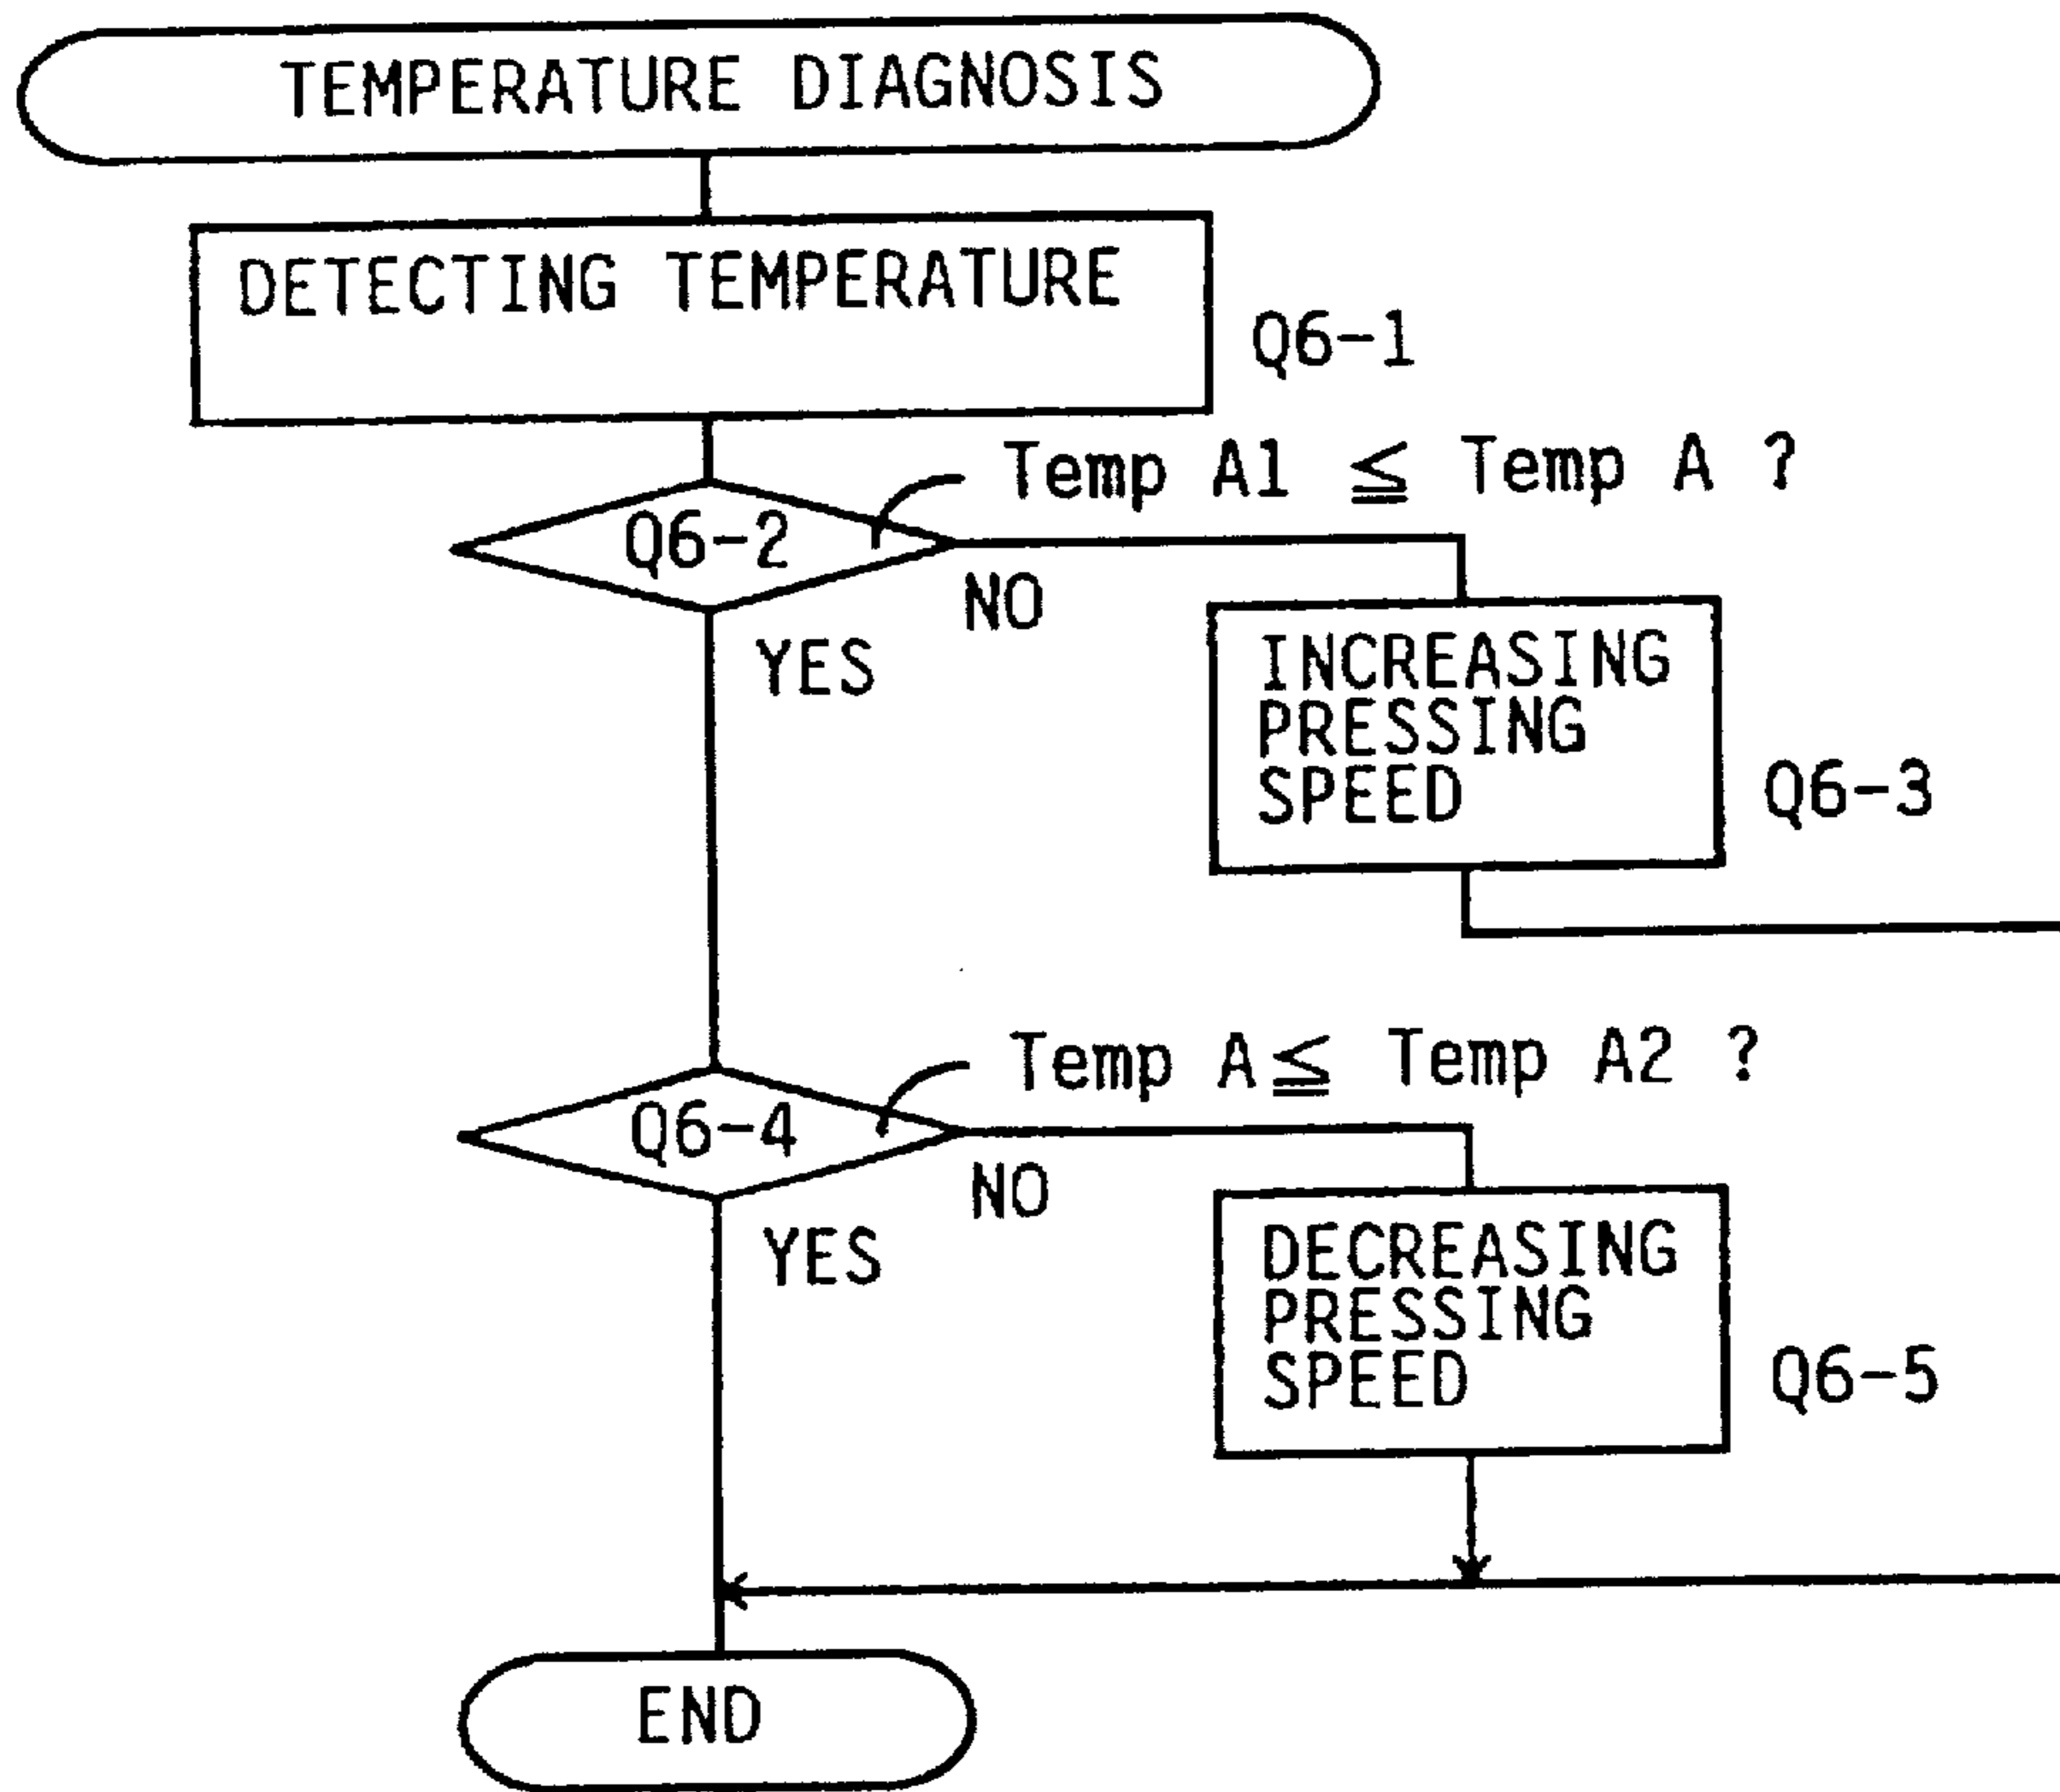 TEMPERATURE DIAGNOSIS
DETECTING TEMPERATURE
Q6-1
Temp A1 ≦ Temp A ?
Q6-2
NO
YES
INCREASING
PRESSING
SPEED
Q6-3
Temp A ≦ Temp A2 ?
Q6-4
NO
YES
DECREASING
PRESSING
SPEED
Q6-5
END